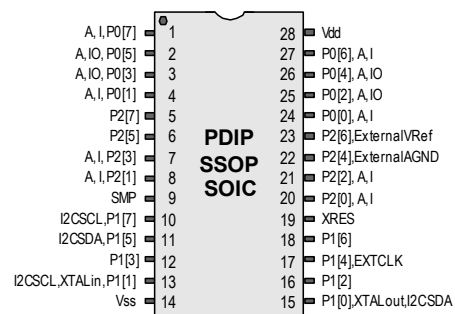 A, I, P0[7] 1 28 Vdd
A, IO, P0[5] 2 27 P0[6], A, I
A, IO, P0[3] 3 26 P0[4], A, IO
A, I, P0[1] 4 25 P0[2], A, IO
P2[7] 5 24 P0[0], A, I
P2[5] 6 PDIP 23 P2[6], ExternalVRef
A, I, P2[3] 7 SSOP 22 P2[4], ExternalAGND
A, I, P2[1] 8 SOIC 21 P2[2], A, I
SMP 9 20 P2[0], A, I
I2CSCL, P1[7] 10 19 XRES
I2CSDA, P1[5] 11 18 P1[6]
P1[3] 12 17 P1[4], EXTCLK
I2CSCL, XTALin, P1[1] 13 16 P1[2]
Vss 14 15 P1[0], XTALout, I2CSDA